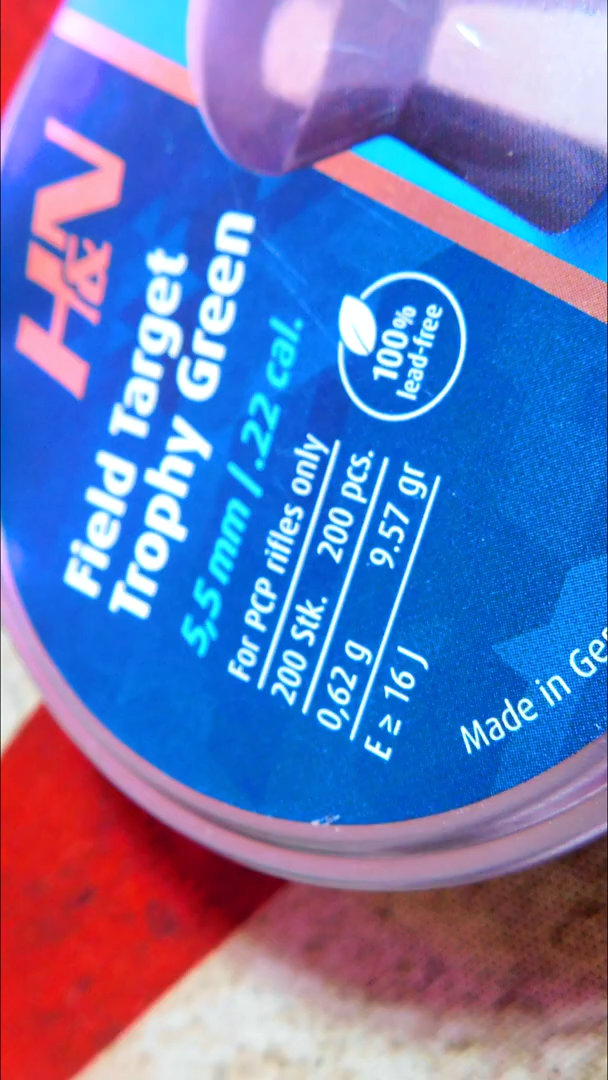 H&N
Field Target
Trophy Green
5,5 mm / .22 cal.
For PCP rifles only
200 Stk. 200 pcs.
0,62 g 9.57 gr
E ≥ 16 J
100%
lead-free
Made in Ge